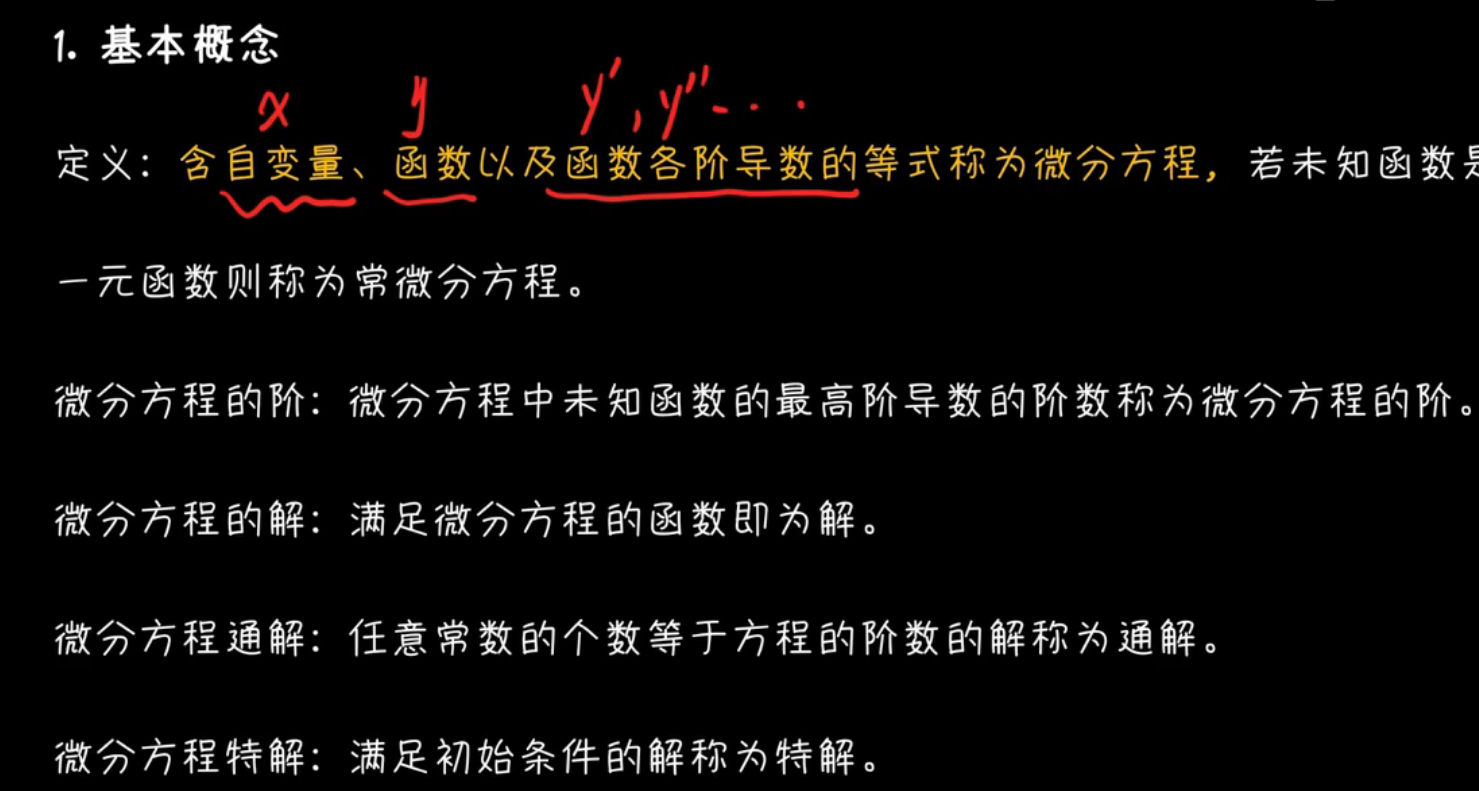 1. 基本概念
x y y′, y″...
定义：含自变量、函数以及函数各阶导数的等式称为微分方程，若未知函数是
一元函数则称为常微分方程。
微分方程的阶：微分方程中未知函数的最高阶导数的阶数称为微分方程的阶。
微分方程的解：满足微分方程的函数即为解。
微分方程通解：任意常数的个数等于方程的阶数的解称为通解。
微分方程特解：满足初始条件的解称为特解。